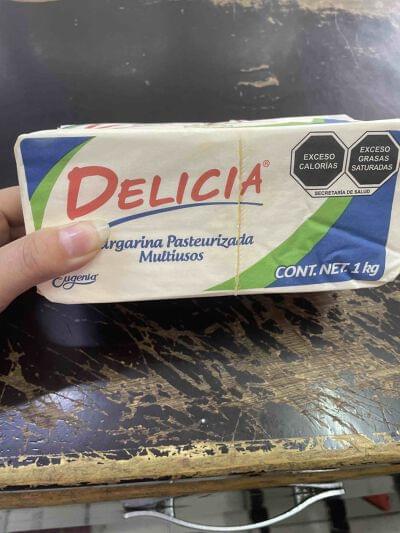 DELICIA®
argarina Pasteurizada
Multiusos
Eugenia
CONT. NET. 1 kg
EXCESO
CALORÍAS
EXCESO
GRASAS
SATURADAS
SECRETARÍA DE SALUD